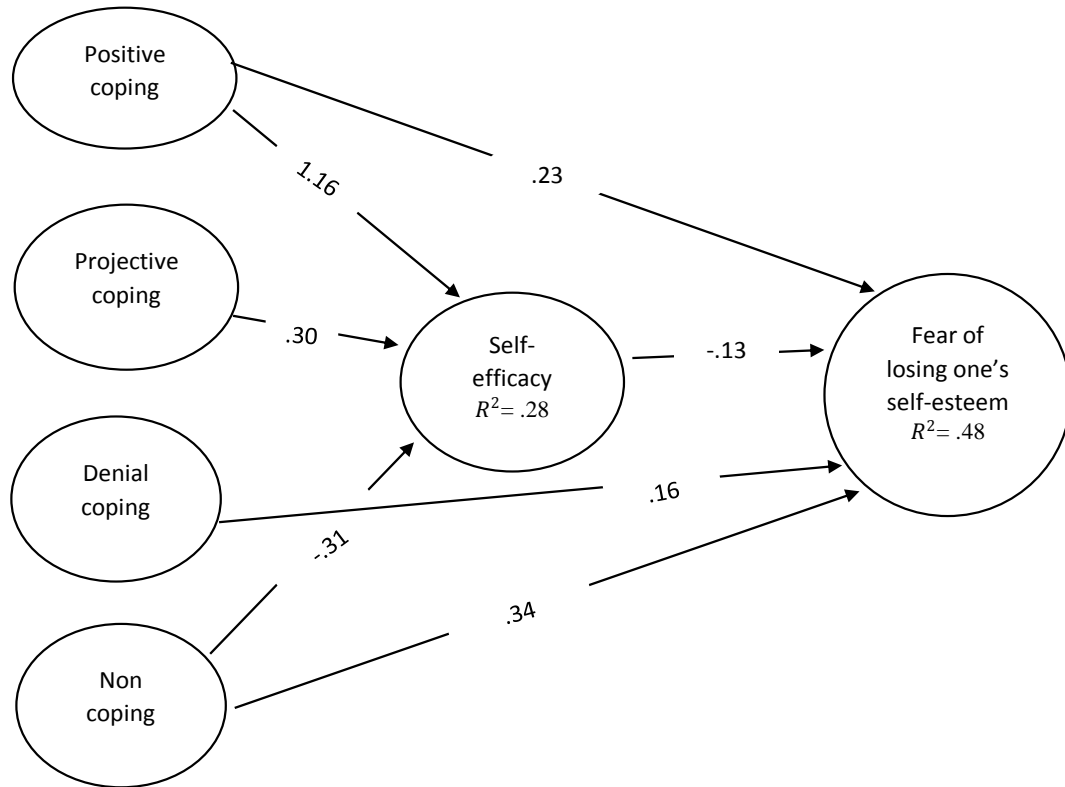 Positive
coping
.23
1.16
Projective
coping
.30
Self-
efficacy
R²= .28
-.13
Fear of
losing one’s
self-esteem
R²= .48
Denial
coping
.16
-.31
Non
coping
.34